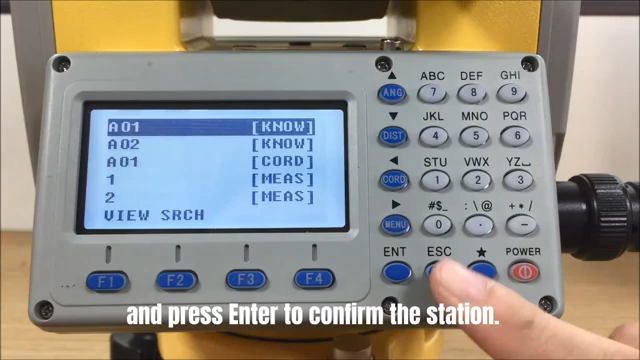 A01 [KNOW]
A02 [KNOW]
A01 [CORD]
1 [MEAS]
2 [MEAS]
VIEW SRCH
F1 F2 F3 F4
ABC DEF GHI
ANG 7 8 9
JKL MNO PQR
DIST 4 5 6
STU VWX YZ␣
CORD 1 2 3
#$_ :\@ +*/
MENU 0 . −
ENT ESC ★ POWER
and press Enter to confirm the station.